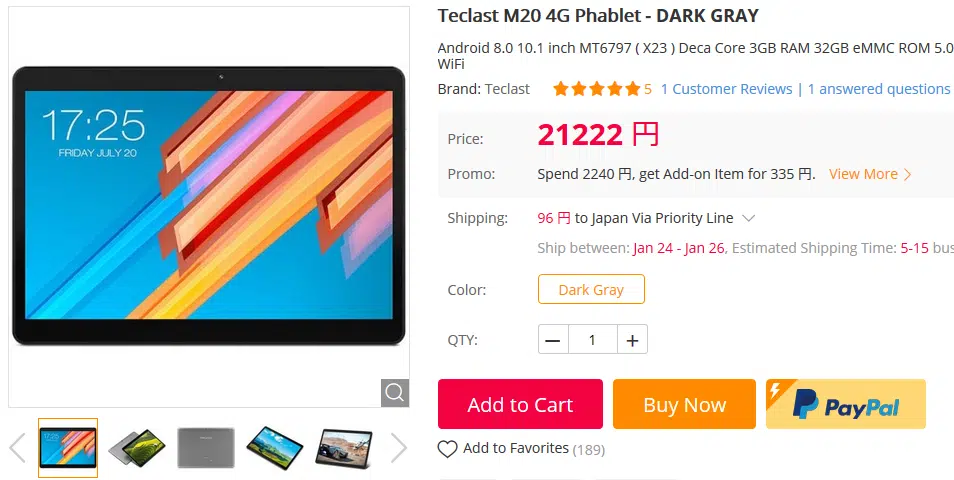 Teclast M20 4G Phablet - DARK GRAY
Android 8.0 10.1 inch MT6797 ( X23 ) Deca Core 3GB RAM 32GB eMMC ROM 5.0
WiFi
Brand: Teclast 5 1 Customer Reviews | 1 answered questions
17:25
FRIDAY JULY 20
Price: 21222 円
Promo: Spend 2240 円, get Add-on Item for 335 円. View More
Shipping: 96 円 to Japan Via Priority Line
Ship between: Jan 24 - Jan 26, Estimated Shipping Time: 5-15 bus
Color: Dark Gray
QTY: 1
Add to Cart Buy Now PayPal
Add to Favorites (189)